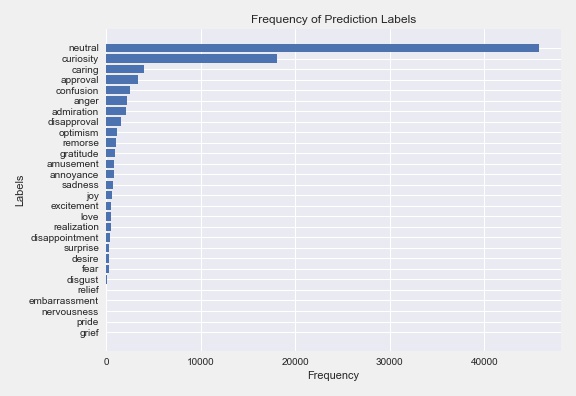 Frequency of Prediction Labels
neutral
curiosity
caring
approval
confusion
anger
admiration
disapproval
optimism
remorse
gratitude
amusement
annoyance
sadness
joy
excitement
love
realization
disappointment
surprise
desire
fear
disgust
relief
embarrassment
nervousness
pride
grief
Labels
0 10000 20000 30000 40000
Frequency